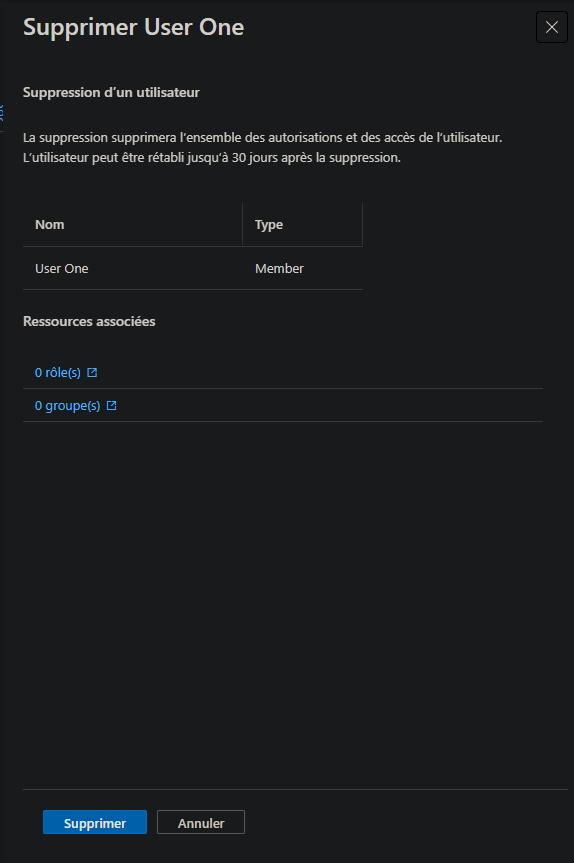 Supprimer User One
Suppression d'un utilisateur
La suppression supprimera l'ensemble des autorisations et des accès de l'utilisateur.
L'utilisateur peut être rétabli jusqu'à 30 jours après la suppression.
Nom Type
User One Member
Ressources associées
0 rôle(s)
0 groupe(s)
Supprimer Annuler